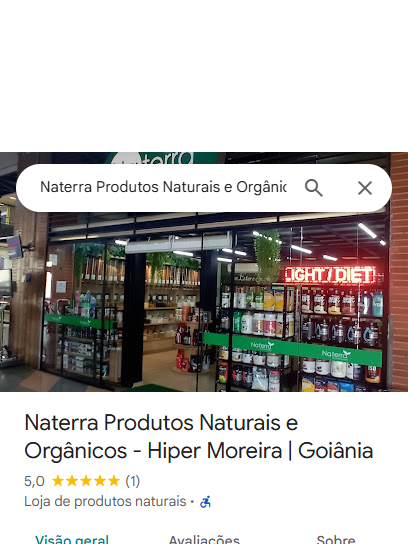 Naterra
Naterra Produtos Naturais e Orgânic
LIGHT / DIET
Naterra
Naterra
Naterra Produtos Naturais e
Orgânicos - Hiper Moreira | Goiânia
5,0 (1)
Loja de produtos naturais ·
Visão geral Avaliações Sobre